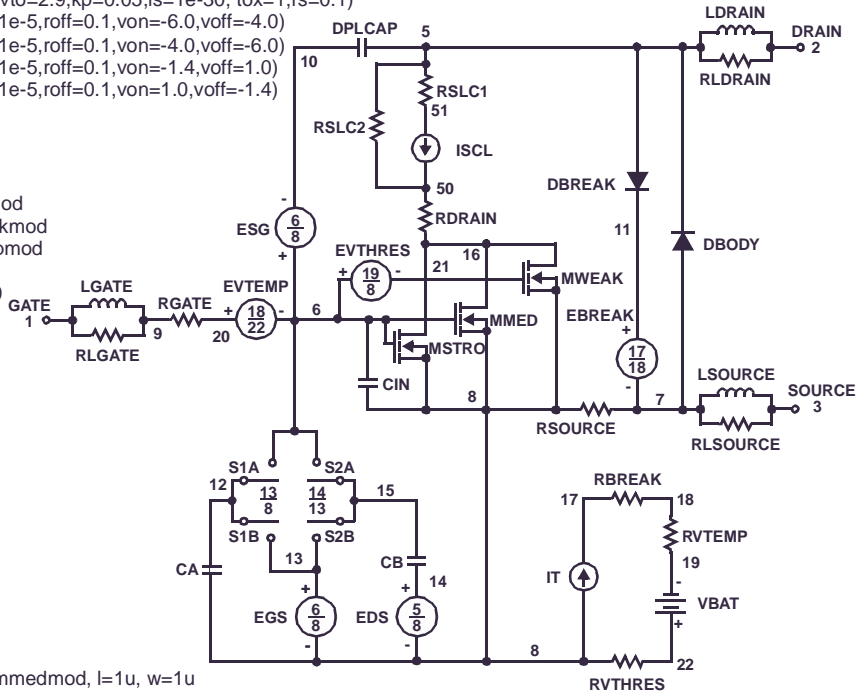 vto=2.9,kp=0.05,is=1e-30, tox=1,rs=0.1)
1e-5,roff=0.1,von=-6.0,voff=-4.0)
1e-5,roff=0.1,von=-4.0,voff=-6.0)
1e-5,roff=0.1,von=-1.4,voff=1.0)
1e-5,roff=0.1,von=1.0,voff=-1.4)
od
kmod
omod
)
mmedmod, l=1u, w=1u
DPLCAP
5
10
LDRAIN
DRAIN
2
RLDRAIN
RSLC1
51
RSLC2
ISCL
50
RDRAIN
DBREAK
11
DBODY
-
ESG
6
8
+
EVTHRES
+
19
8
-
21
16
MWEAK
GATE
1
LGATE
RLGATE
9
RGATE
20
EVTEMP
+
18
22
-
6
MMED
MSTRO
CIN
EBREAK
+
17
18
-
8
RSOURCE
7
LSOURCE
RLSOURCE
SOURCE
3
S1A
S2A
12
13
8
14
13
15
S1B
S2B
13
CA
CB
14
+
EGS
6
8
-
+
EDS
5
8
-
RBREAK
17
18
RVTEMP
19
IT
-
VBAT
+
8
22
RVTHRES